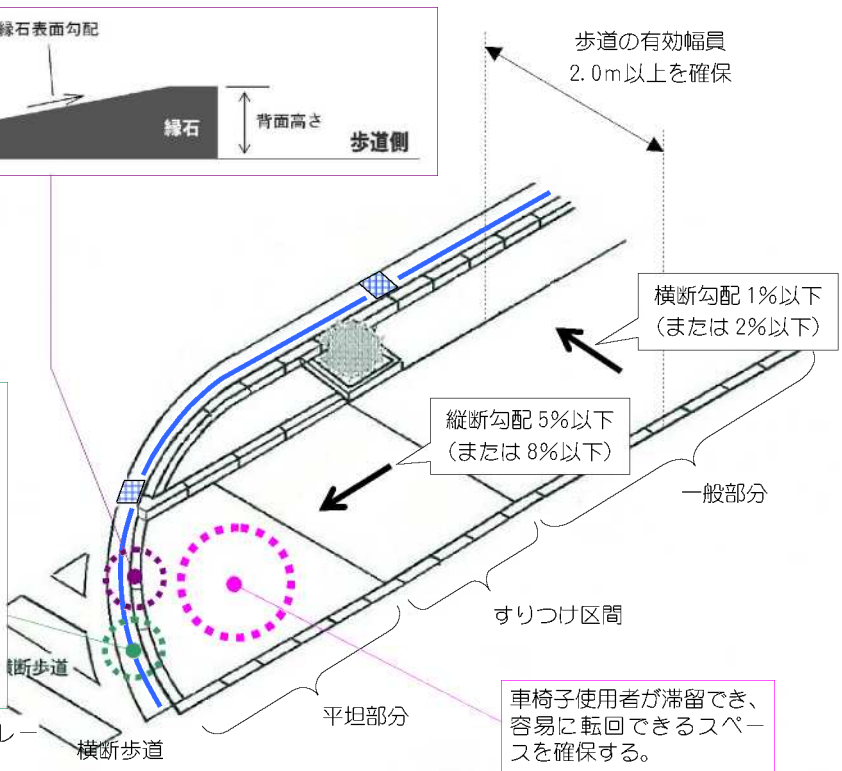 縁石表面勾配
縁石
背面高さ
歩道側
歩道の有効幅員
2.0m以上を確保
横断勾配 1%以下
(または 2%以下)
縦断勾配 5%以下
(または 8%以下)
一般部分
すりつけ区間
平坦部分
横断歩道
レー
横断歩道
車椅子使用者が滞留でき、
容易に転回できるスペー
スを確保する。